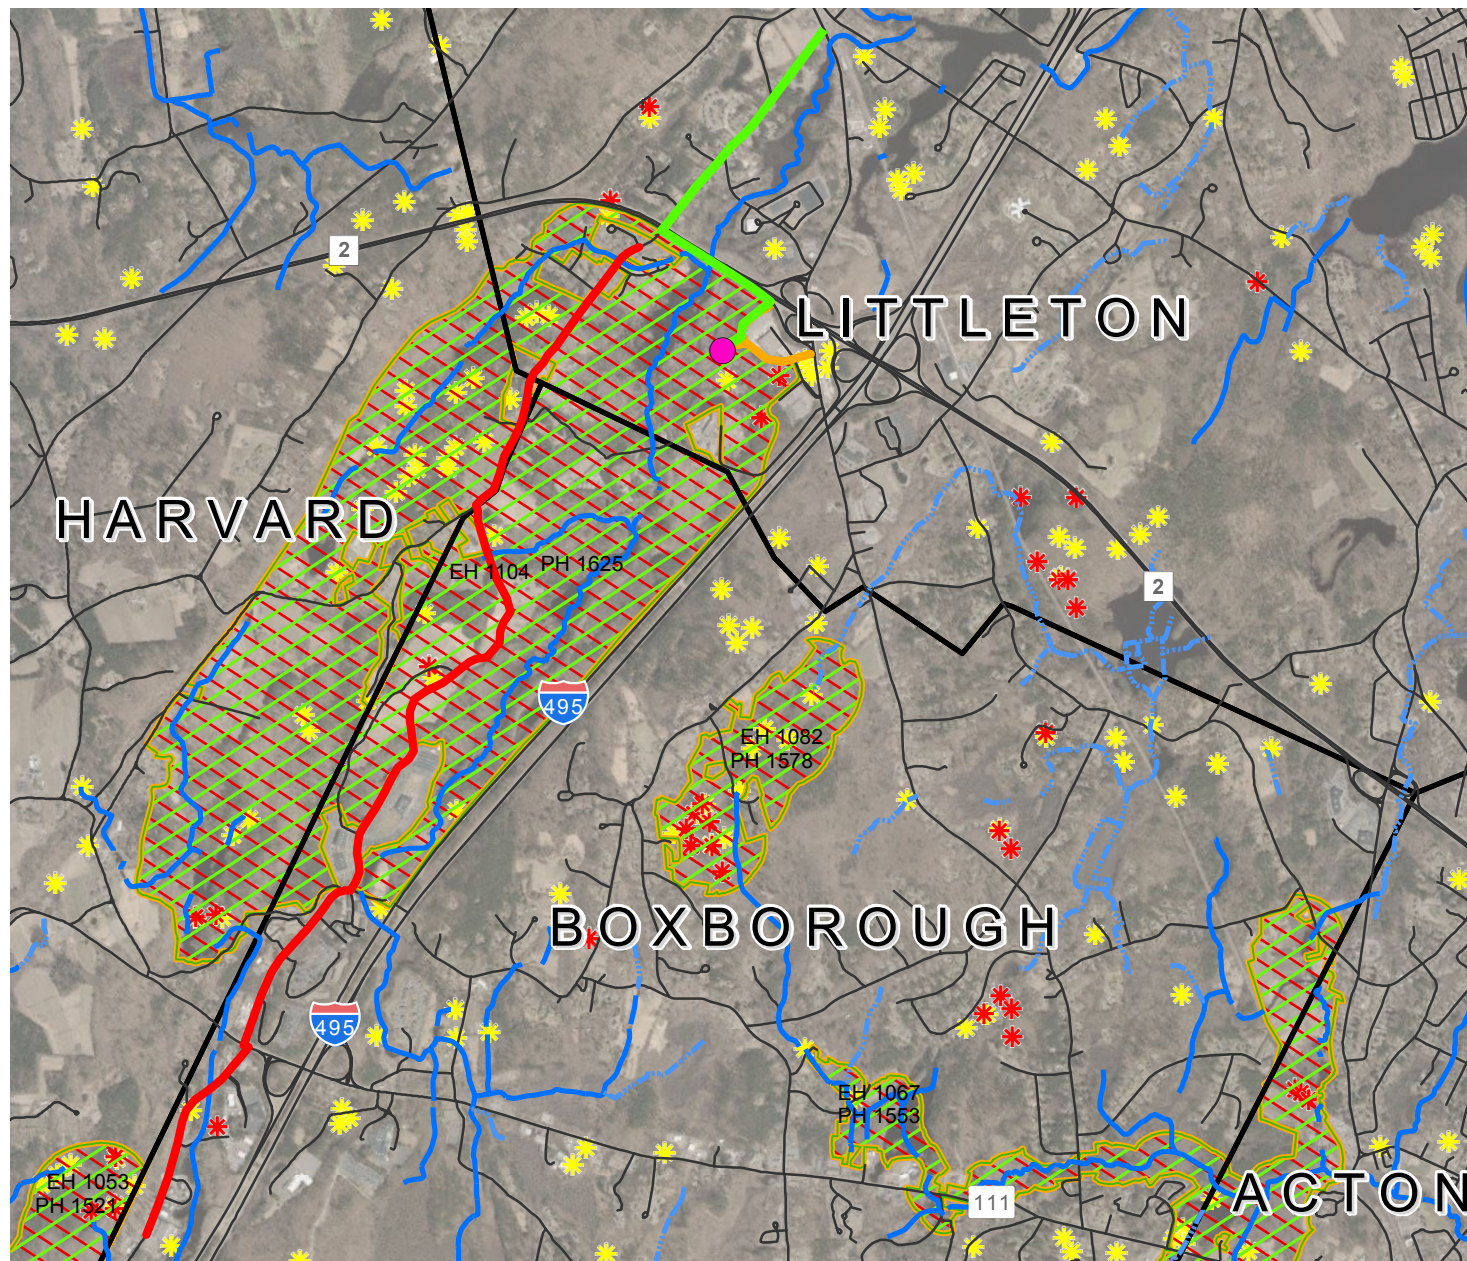 2
LITTLETON
HARVARD
EH 1104
PH 1625
2
495
EH 1082
PH 1578
BOXBOROUGH
495
EH 1067
PH 1553
EH 1053
PH 1521
111
ACTON